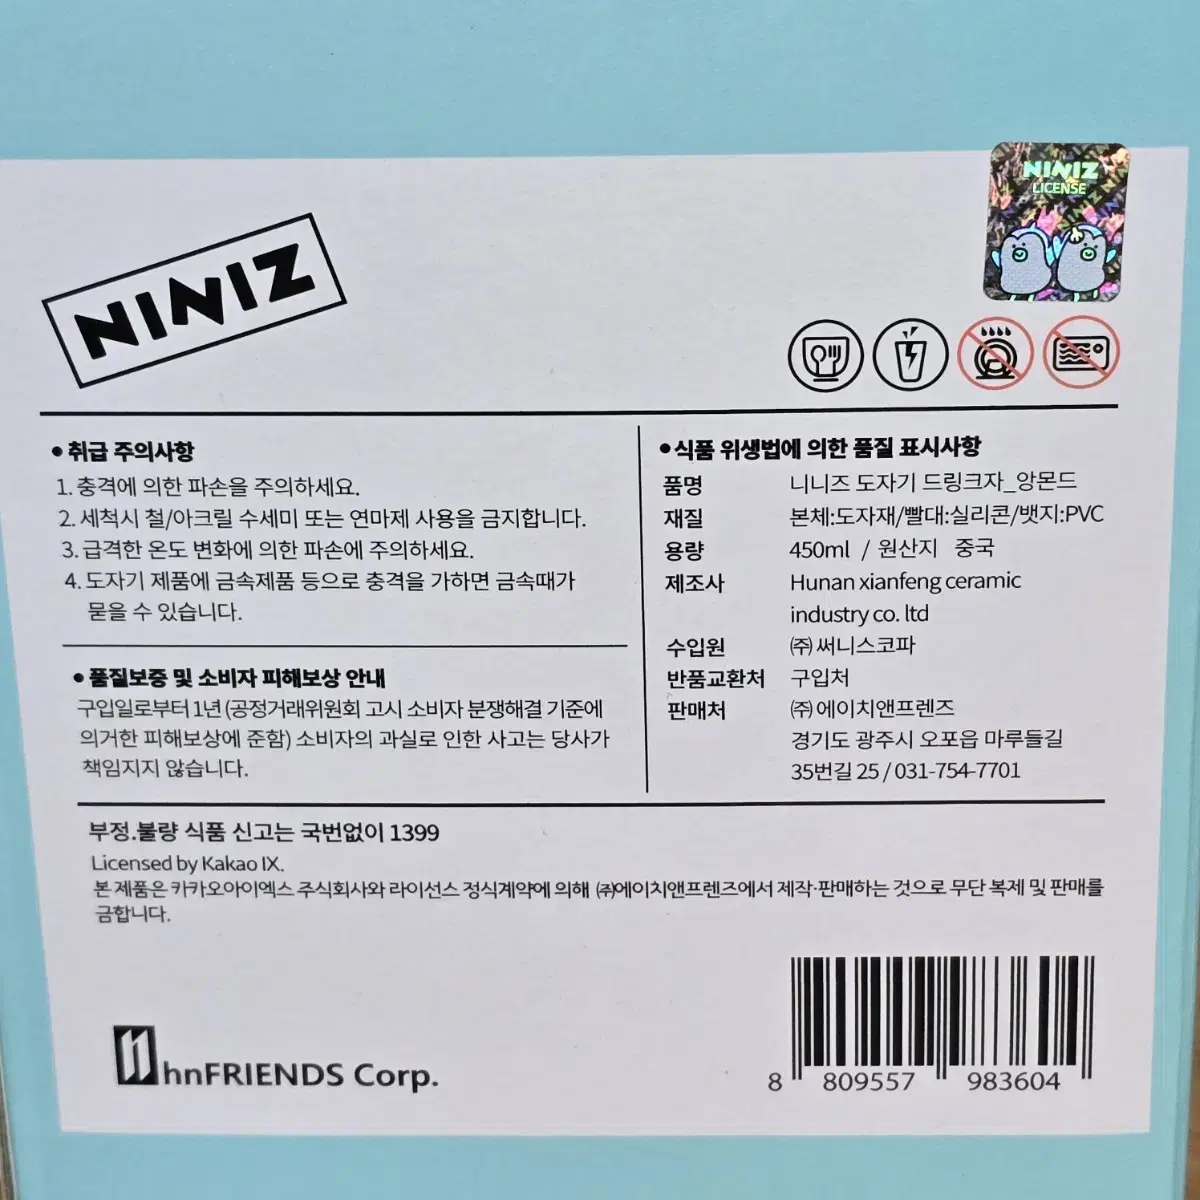 NINIZ
LICENSE
NINIZ
• 취급 주의사항
1. 충격에 의한 파손을 주의하세요.
2. 세척시 철/아크릴 수세미 또는 연마제 사용을 금지합니다.
3. 급격한 온도 변화에 의한 파손에 주의하세요.
4. 도자기 제품에 금속제품 등으로 충격을 가하면 금속때가
묻을 수 있습니다.
• 품질보증 및 소비자 피해보상 안내
구입일로부터 1년 (공정거래위원회 고시 소비자 분쟁해결 기준에
의거한 피해보상에 준함) 소비자의 과실로 인한 사고는 당사가
책임지지 않습니다.
• 식품 위생법에 의한 품질 표시사항
품명 니니즈 도자기 드링크자_앙몬드
재질 본체:도자재/빨대:실리콘/뱃지:PVC
용량 450ml / 원산지 중국
제조사 Hunan xianfeng ceramic
industry co. ltd
수입원 ㈜ 써니스코파
반품교환처 구입처
판매처 ㈜ 에이치앤프렌즈
경기도 광주시 오포읍 마루들길
35번길 25 / 031-754-7701
부정.불량 식품 신고는 국번없이 1399
Licensed by Kakao IX.
본 제품은 카카오아이엑스 주식회사와 라이선스 정식계약에 의해 ㈜에이치앤프렌즈에서 제작·판매하는 것으로 무단 복제 및 판매를
금합니다.
hnFRIENDS Corp.
8 809557 983604